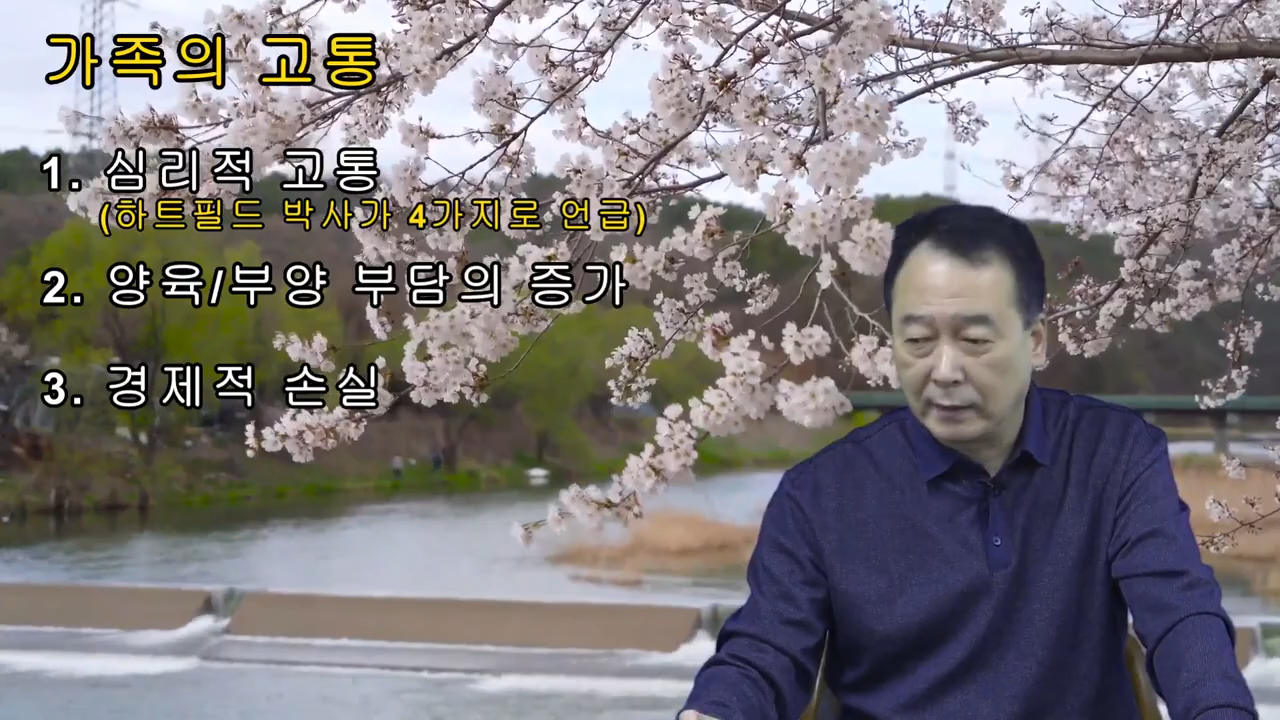 가족의 고통
1. 심리적 고통
(하트필드 박사가 4가지로 언급)
2. 양육/부양 부담의 증가
3. 경제적 손실